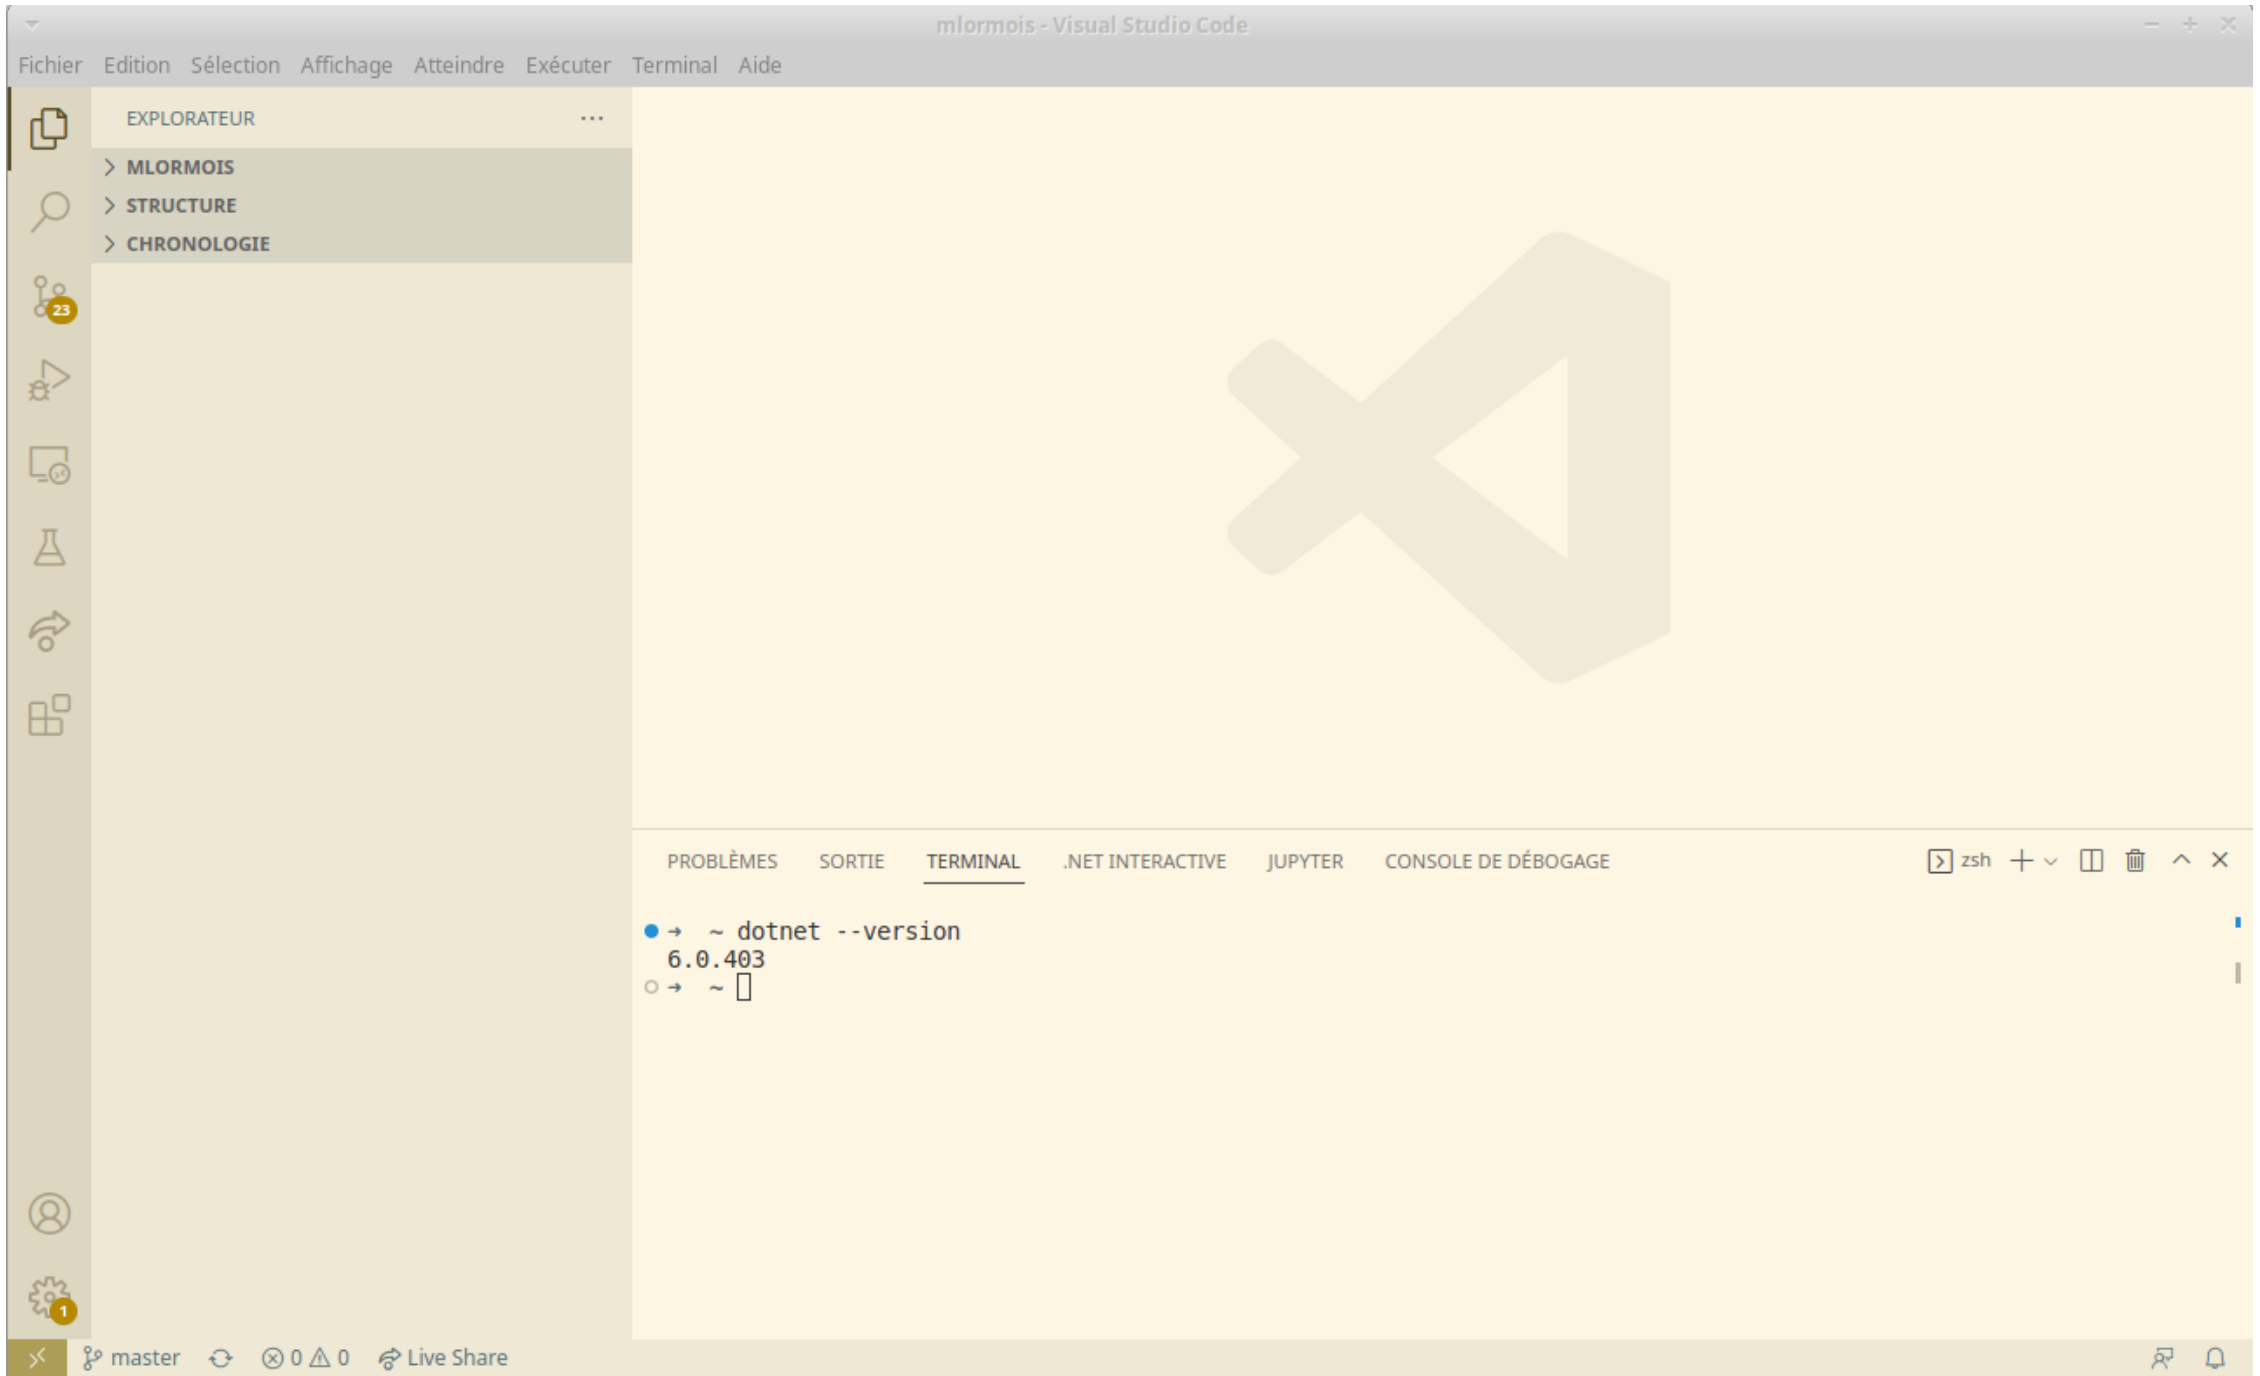 mlormois - Visual Studio Code
Fichier Edition Sélection Affichage Atteindre Exécuter Terminal Aide
EXPLORATEUR
MLORMOIS
STRUCTURE
CHRONOLOGIE
23
1
PROBLÈMES SORTIE TERMINAL .NET INTERACTIVE JUPYTER CONSOLE DE DÉBOGAGE zsh
➜ ~ dotnet --version
6.0.403
➜ ~
master 0 0 Live Share